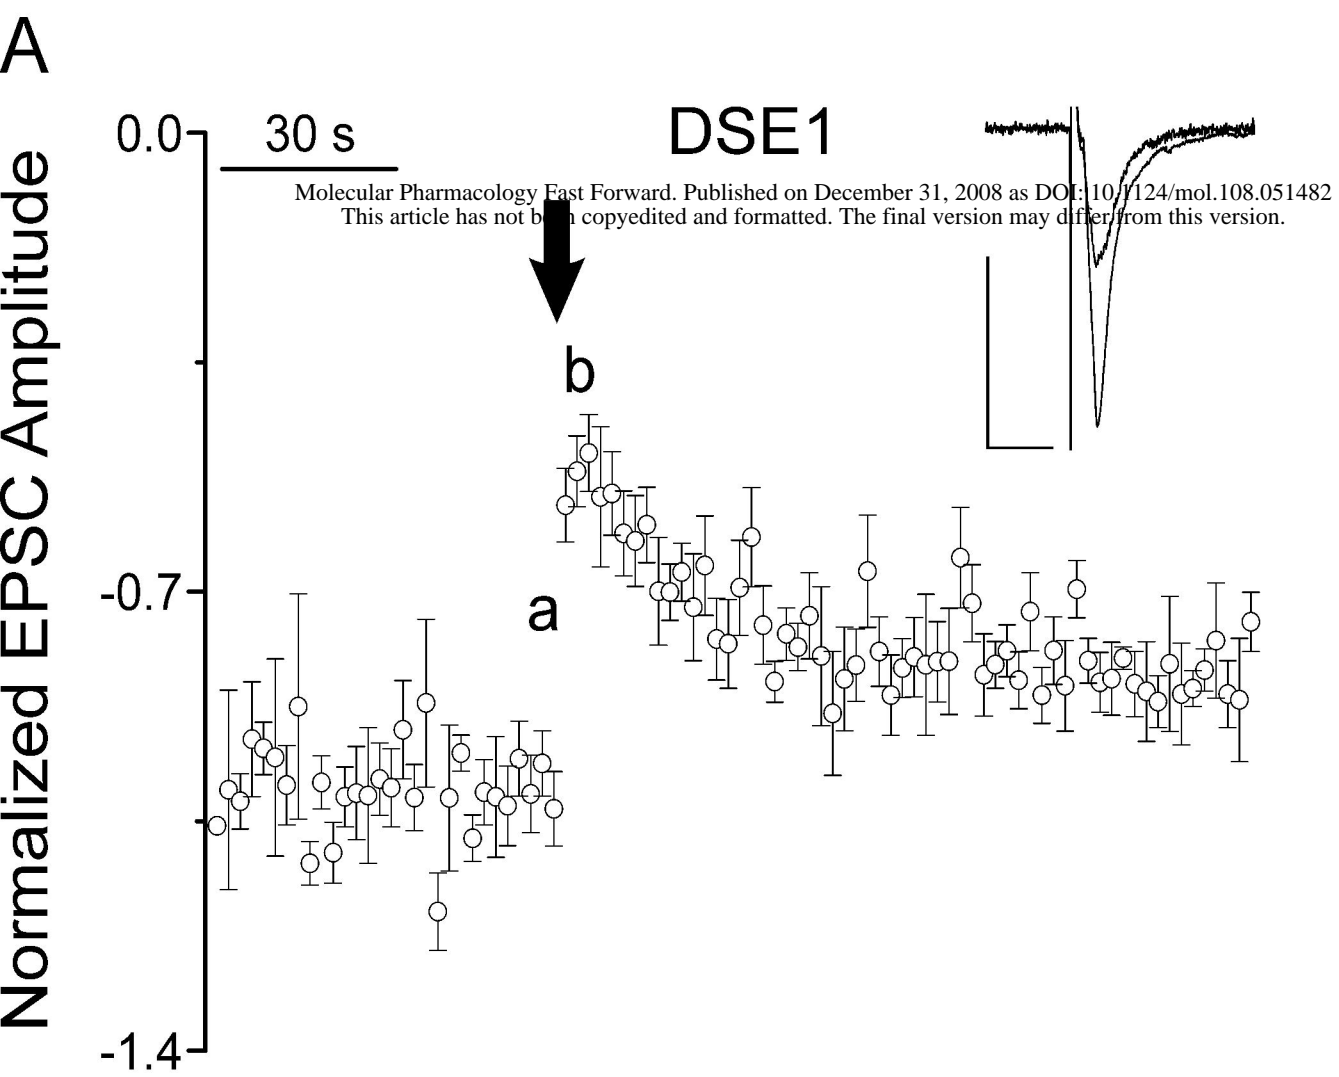 A
0.0
30 s
DSE1
Molecular Pharmacology Fast Forward. Published on December 31, 2008 as DOI: 10.1124/mol.108.051482
This article has not been copyedited and formatted. The final version may differ from this version.
b
-0.7
a
-1.4
Normalized EPSC Amplitude